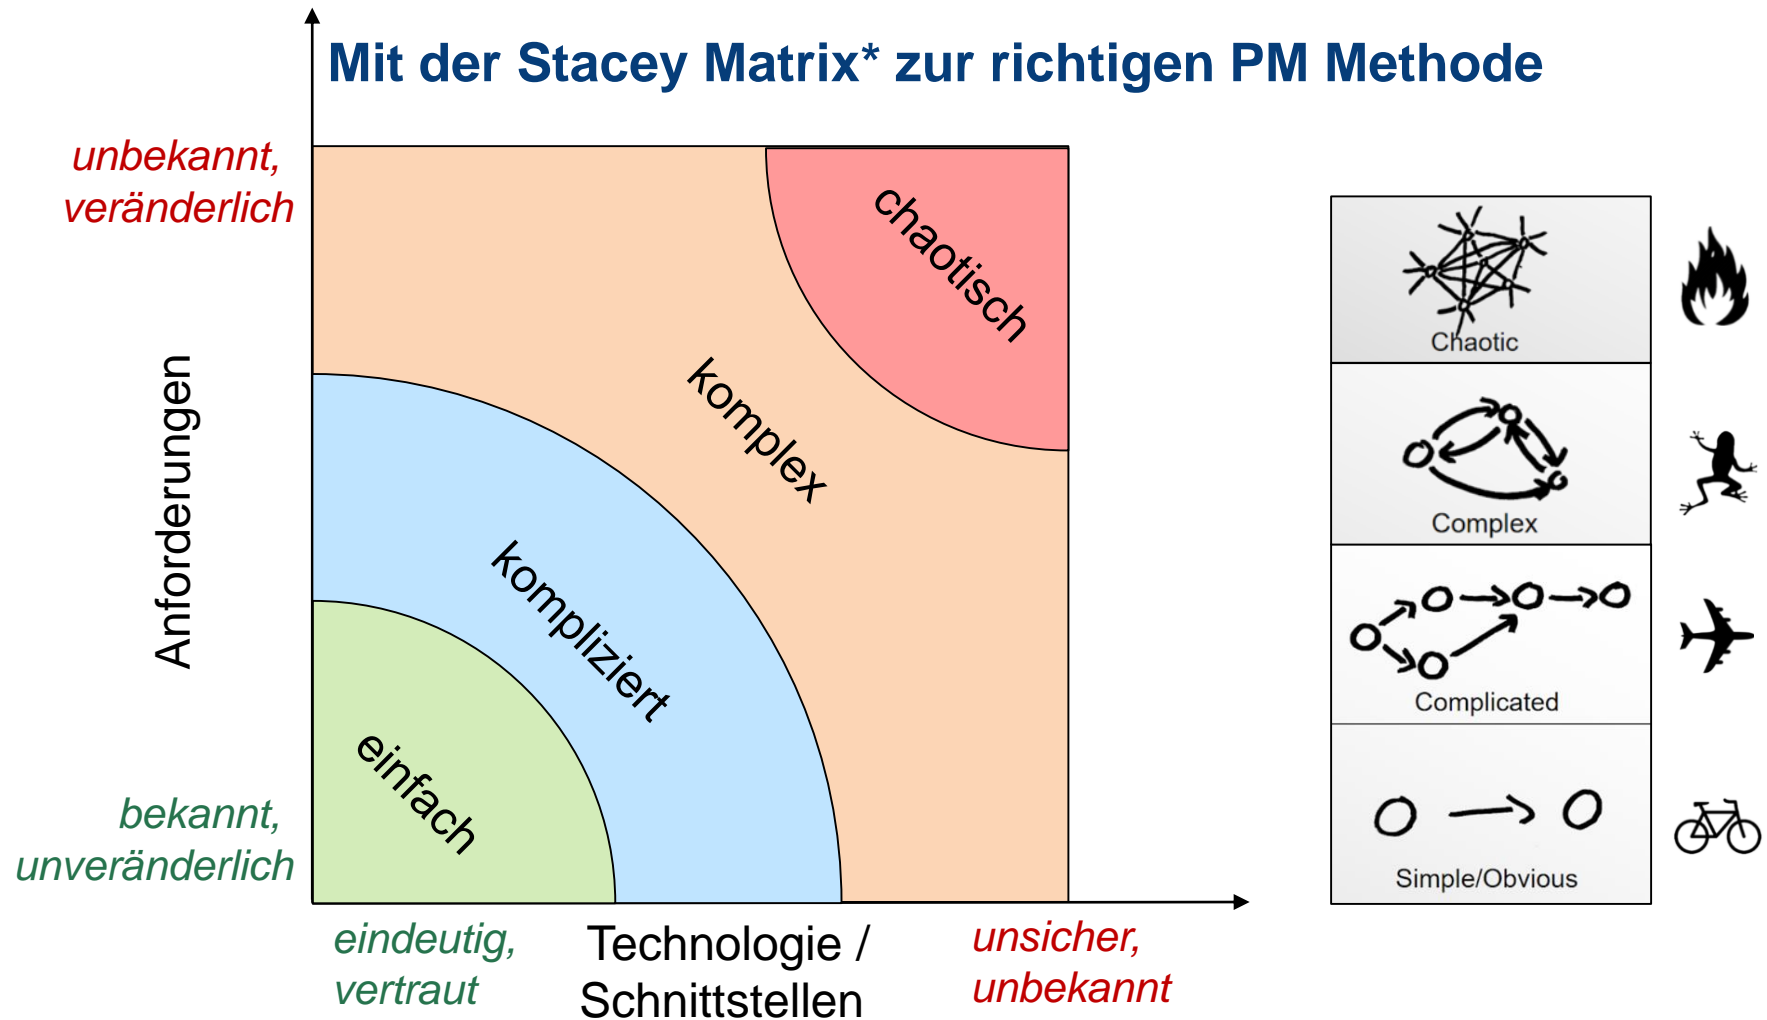 Mit der Stacey Matrix* zur richtigen PM Methode
unbekannt,
veränderlich
Anforderungen
bekannt,
unveränderlich
chaotisch
komplex
kompliziert
einfach
eindeutig,
vertraut
Technologie /
Schnittstellen
unsicher,
unbekannt
Chaotic
Complex
Complicated
Simple/Obvious